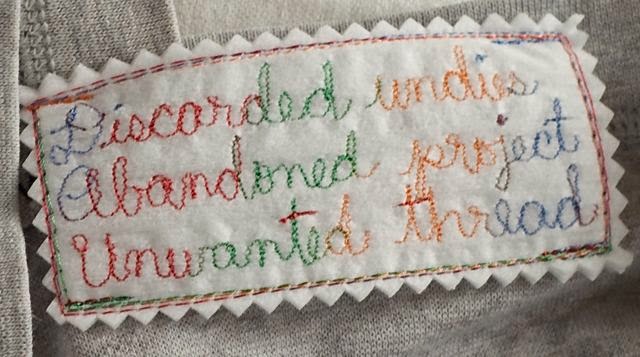 Discarded undies
Abandoned project
Unwanted thread